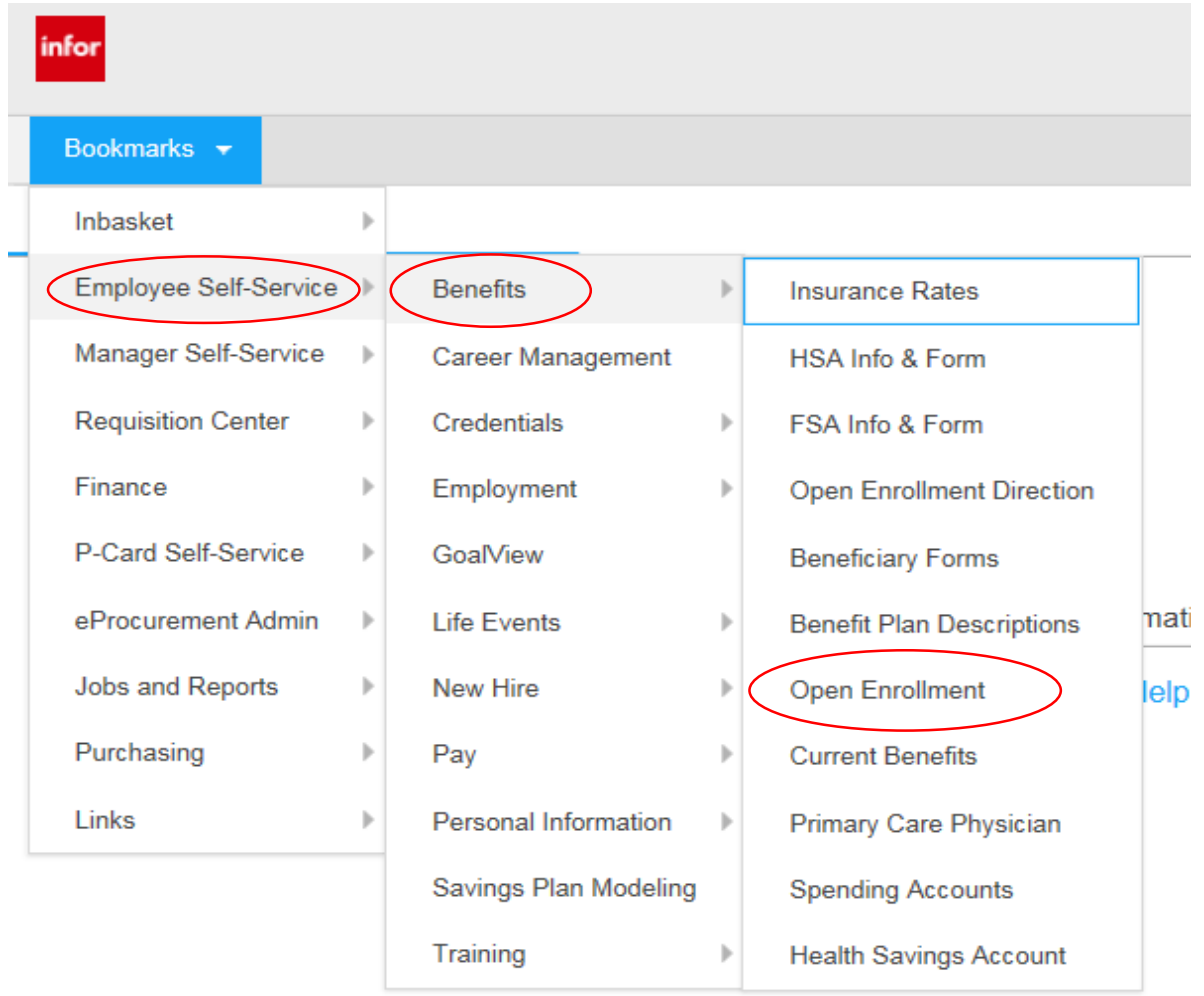 infor
Bookmarks
Inbasket
Employee Self-Service
Manager Self-Service
Requisition Center
Finance
P-Card Self-Service
eProcurement Admin
Jobs and Reports
Purchasing
Links
Benefits
Career Management
Credentials
Employment
GoalView
Life Events
New Hire
Pay
Personal Information
Savings Plan Modeling
Training
Insurance Rates
HSA Info & Form
FSA Info & Form
Open Enrollment Direction
Beneficiary Forms
Benefit Plan Descriptions
Open Enrollment
Current Benefits
Primary Care Physician
Spending Accounts
Health Savings Account
mati
lelp